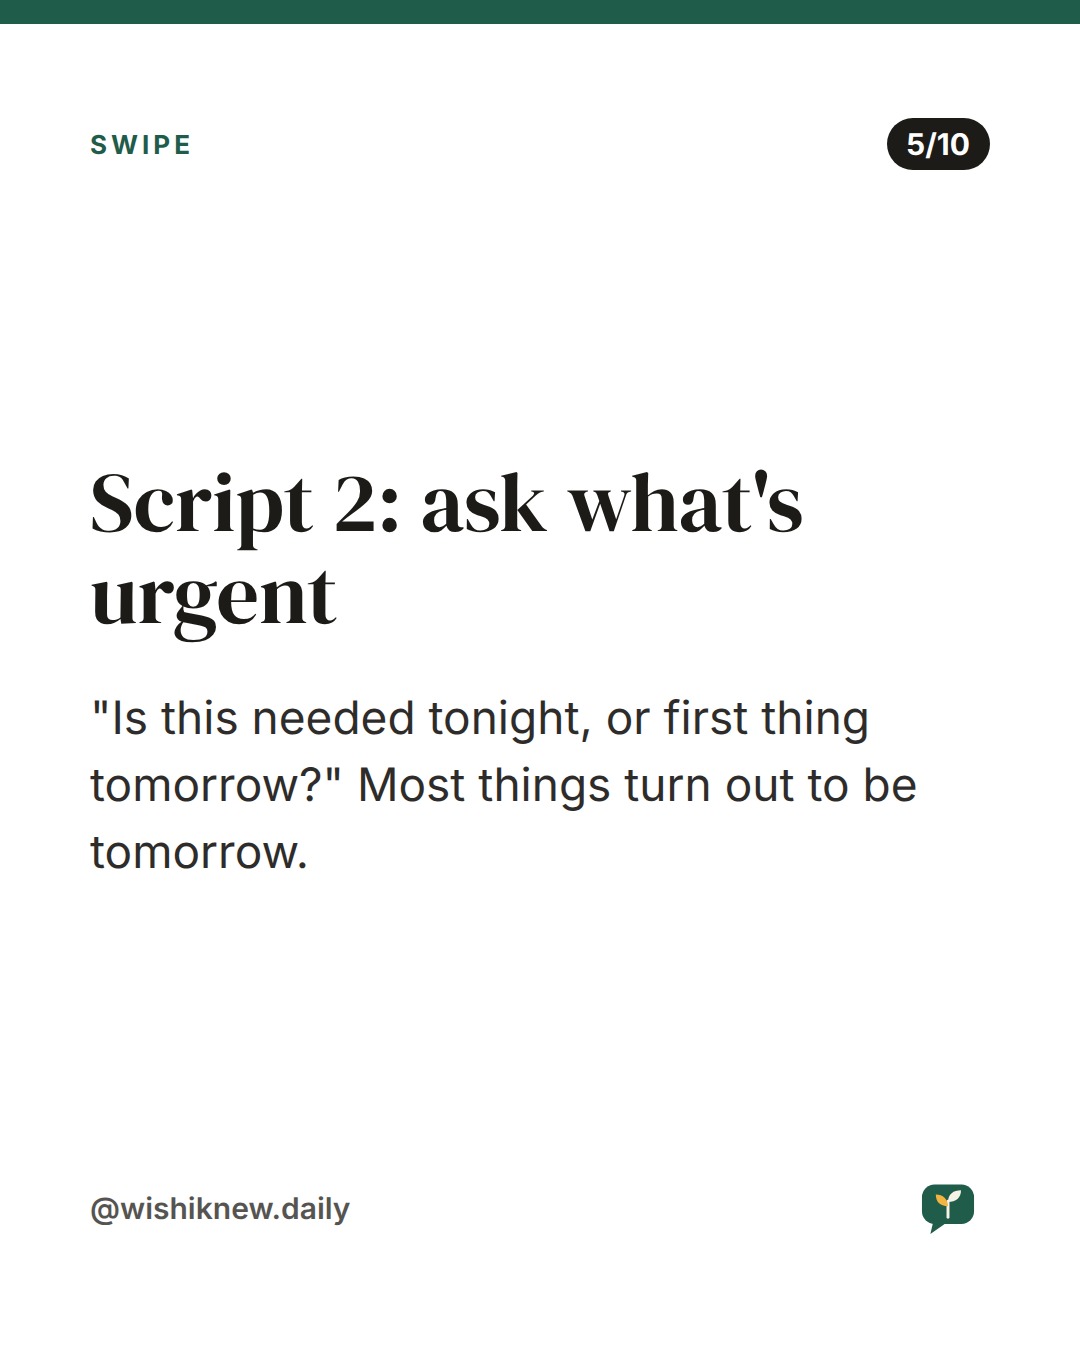 SWIPE
5/10
Script 2: ask what's
urgent
"Is this needed tonight, or first thing
tomorrow?" Most things turn out to be
tomorrow.
@wishiknew.daily